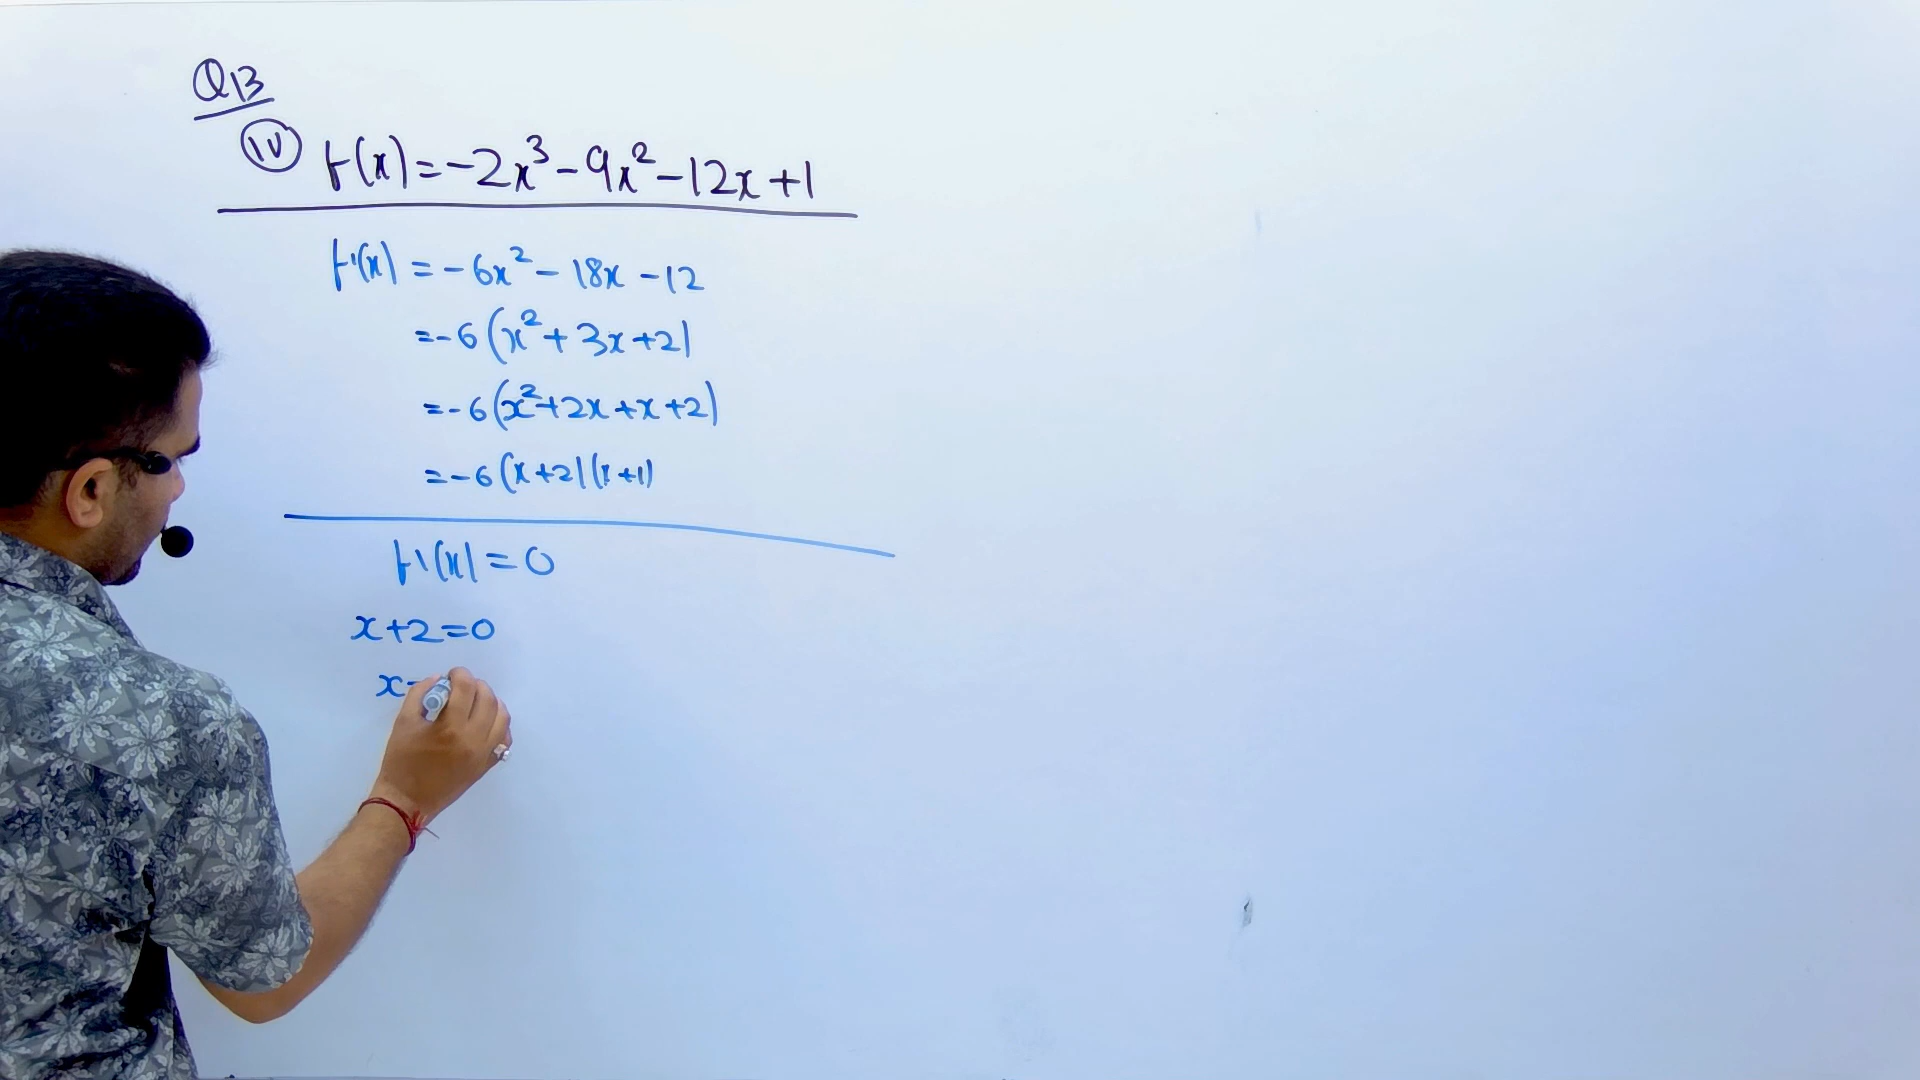 Q13
(iv) f(x)=-2x³-9x²-12x+1
f'(x) = -6x² - 18x - 12
=-6(x²+3x+2)
=-6(x²+2x+x+2)
=-6(x+2)(x+1)
f'(x)=0
x+2=0
x=